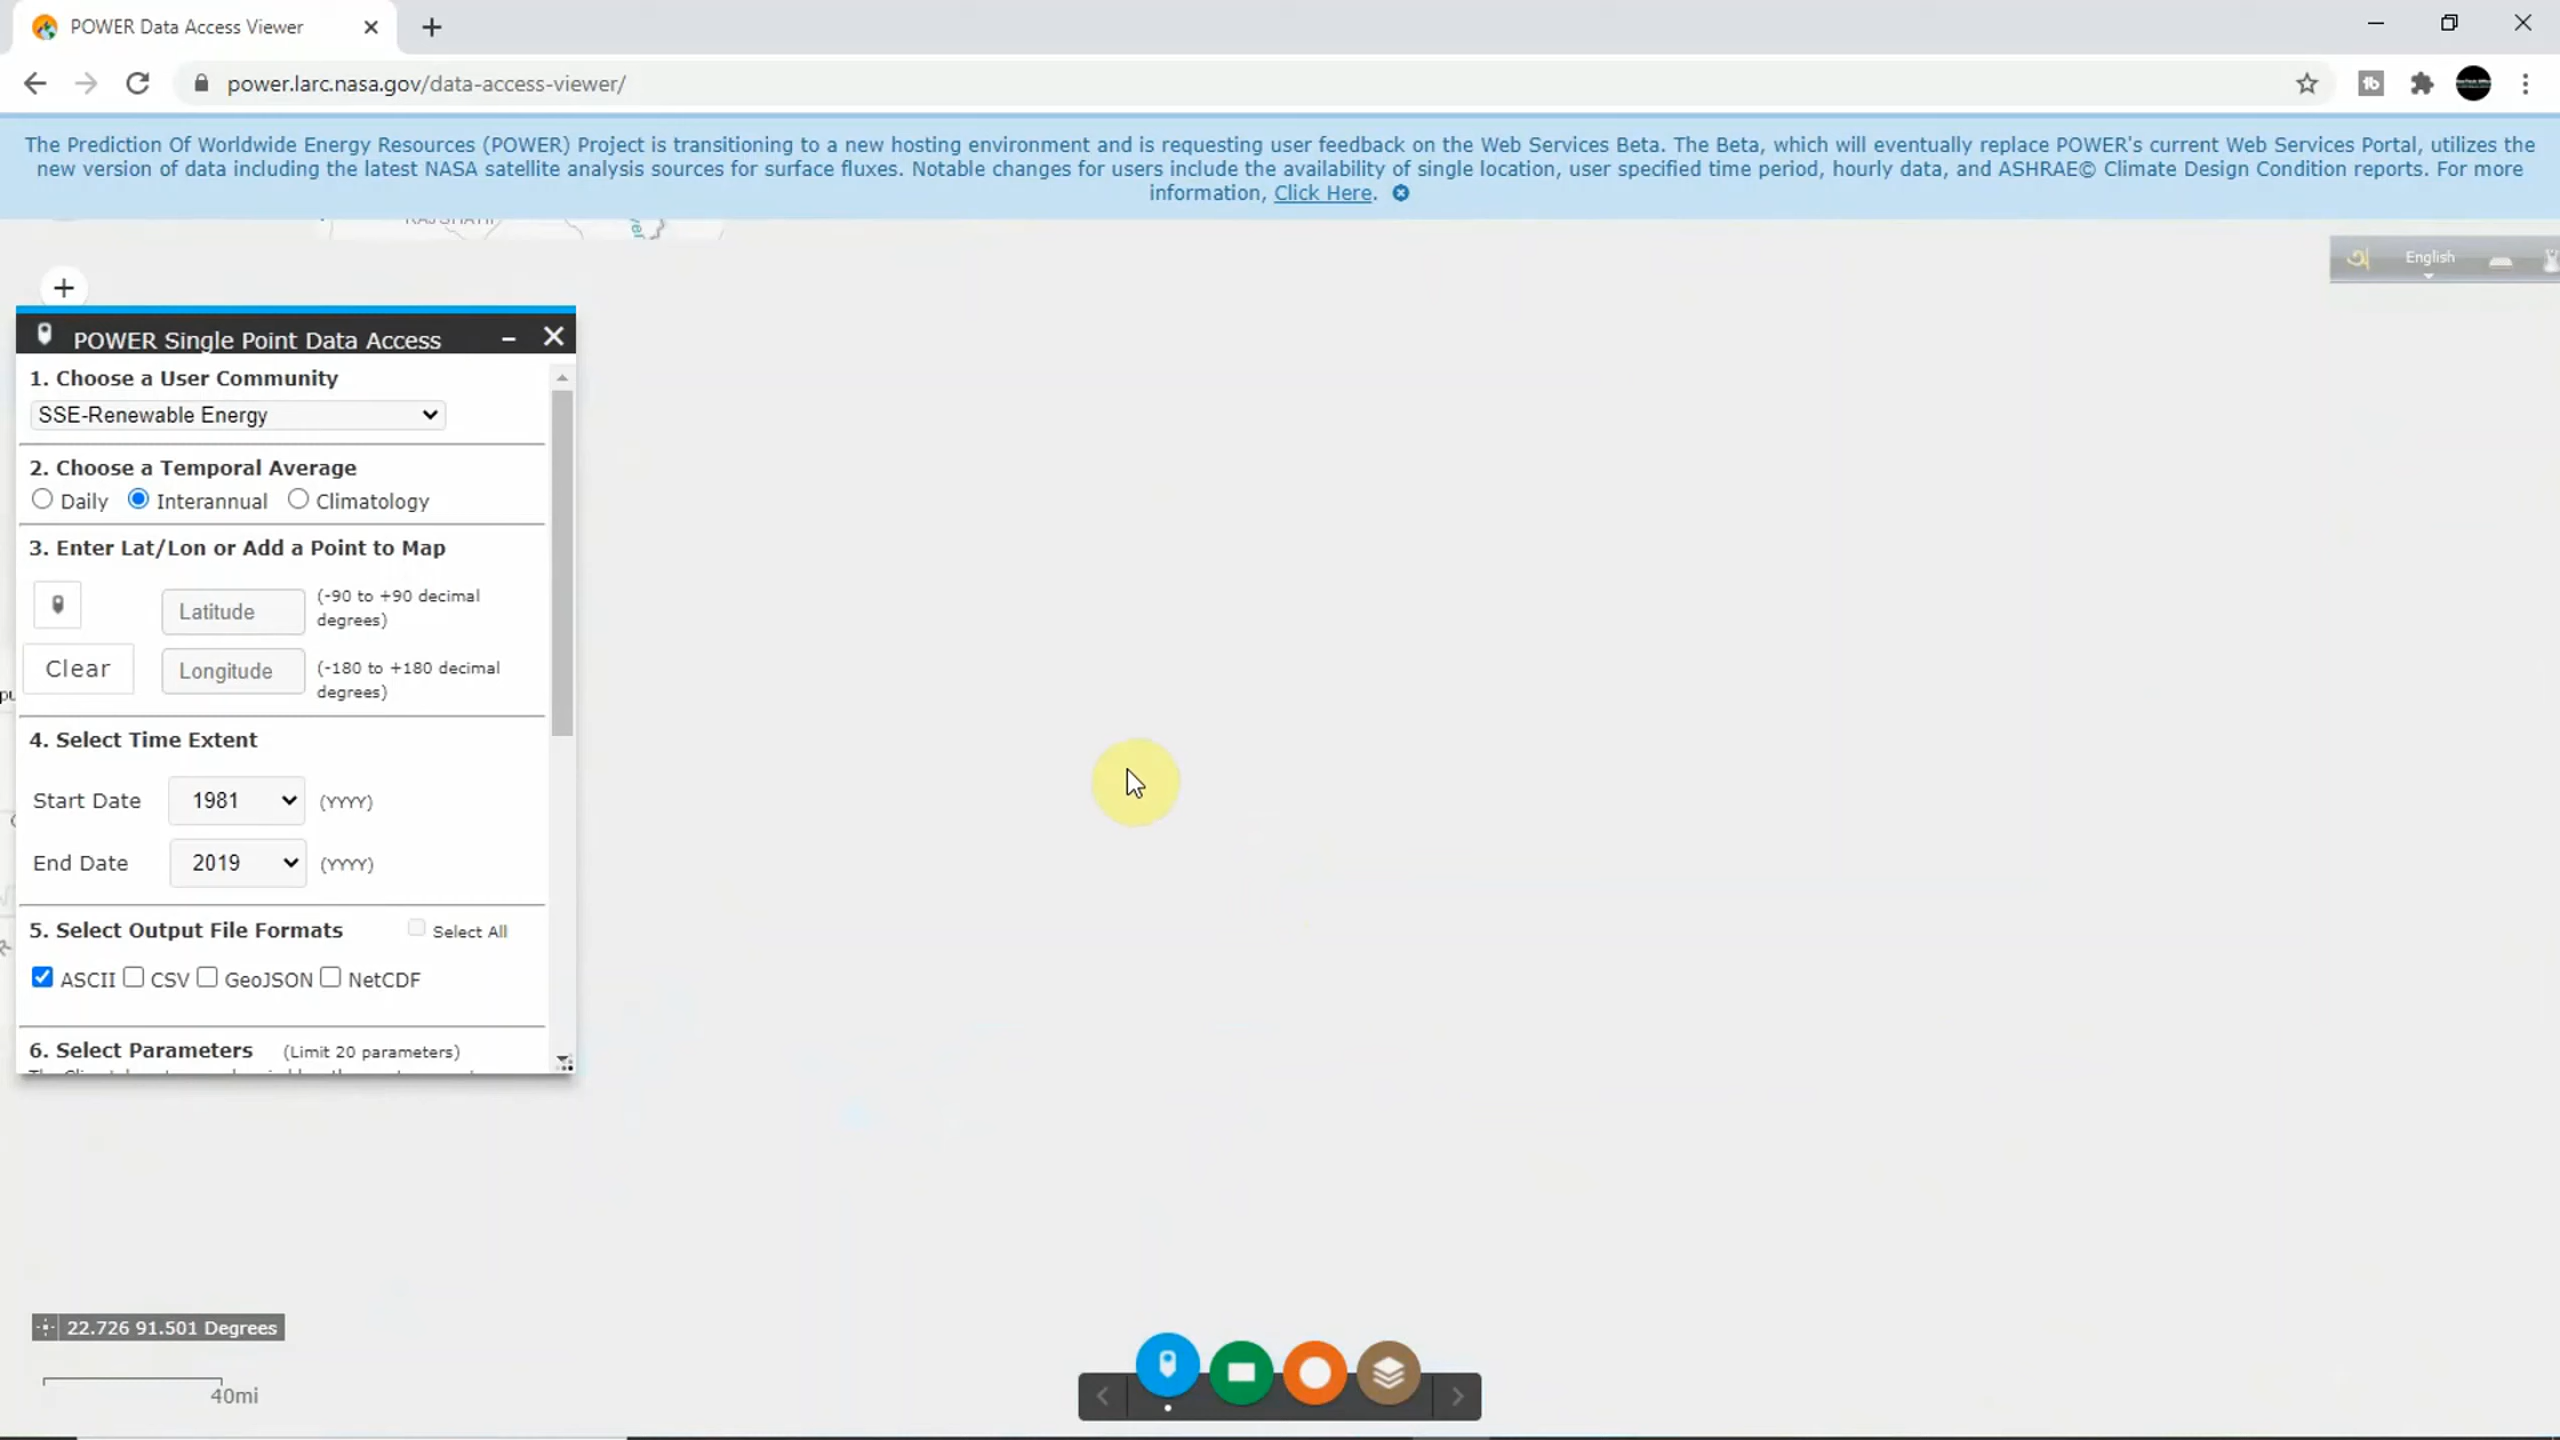 POWER Data Access Viewer
power.larc.nasa.gov/data-access-viewer/
The Prediction Of Worldwide Energy Resources (POWER) Project is transitioning to a new hosting environment and is requesting user feedback on the Web Services Beta. The Beta, which will eventually replace POWER's current Web Services Portal, utilizes the
new version of data including the latest NASA satellite analysis sources for surface fluxes. Notable changes for users include the availability of single location, user specified time period, hourly data, and ASHRAE© Climate Design Condition reports. For more
information, Click Here.
English
POWER Single Point Data Access
1. Choose a User Community
SSE-Renewable Energy
2. Choose a Temporal Average
Daily Interannual Climatology
3. Enter Lat/Lon or Add a Point to Map
Latitude (-90 to +90 decimal
degrees)
Clear Longitude (-180 to +180 decimal
degrees)
4. Select Time Extent
Start Date 1981 (YYYY)
End Date 2019 (YYYY)
5. Select Output File Formats Select All
ASCII CSV GeoJSON NetCDF
6. Select Parameters (Limit 20 parameters)
22.726 91.501 Degrees
40mi